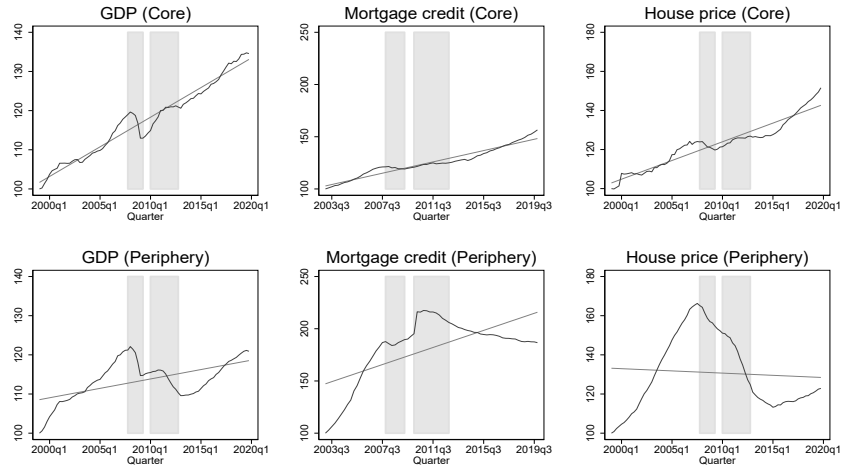 GDP (Core)
140
130
120
110
100
2000q1 2005q1 2010q1 2015q1 2020q1
Quarter
Mortgage credit (Core)
250
200
150
100
2003q3 2007q3 2011q3 2015q3 2019q3
Quarter
House price (Core)
180
160
140
120
100
2000q1 2005q1 2010q1 2015q1 2020q1
Quarter
GDP (Periphery)
140
130
120
110
100
2000q1 2005q1 2010q1 2015q1 2020q1
Quarter
Mortgage credit (Periphery)
250
200
150
100
2003q3 2007q3 2011q3 2015q3 2019q3
Quarter
House price (Periphery)
180
160
140
120
100
2000q1 2005q1 2010q1 2015q1 2020q1
Quarter